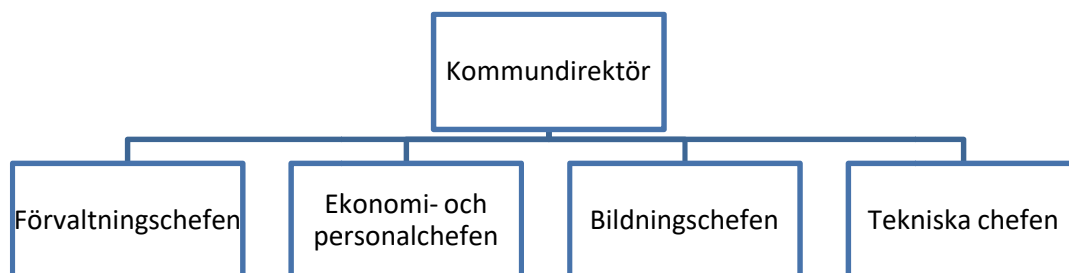 Kommundirektör
Förvaltningschefen
Ekonomi- och
personalchefen
Bildningschefen
Tekniska chefen